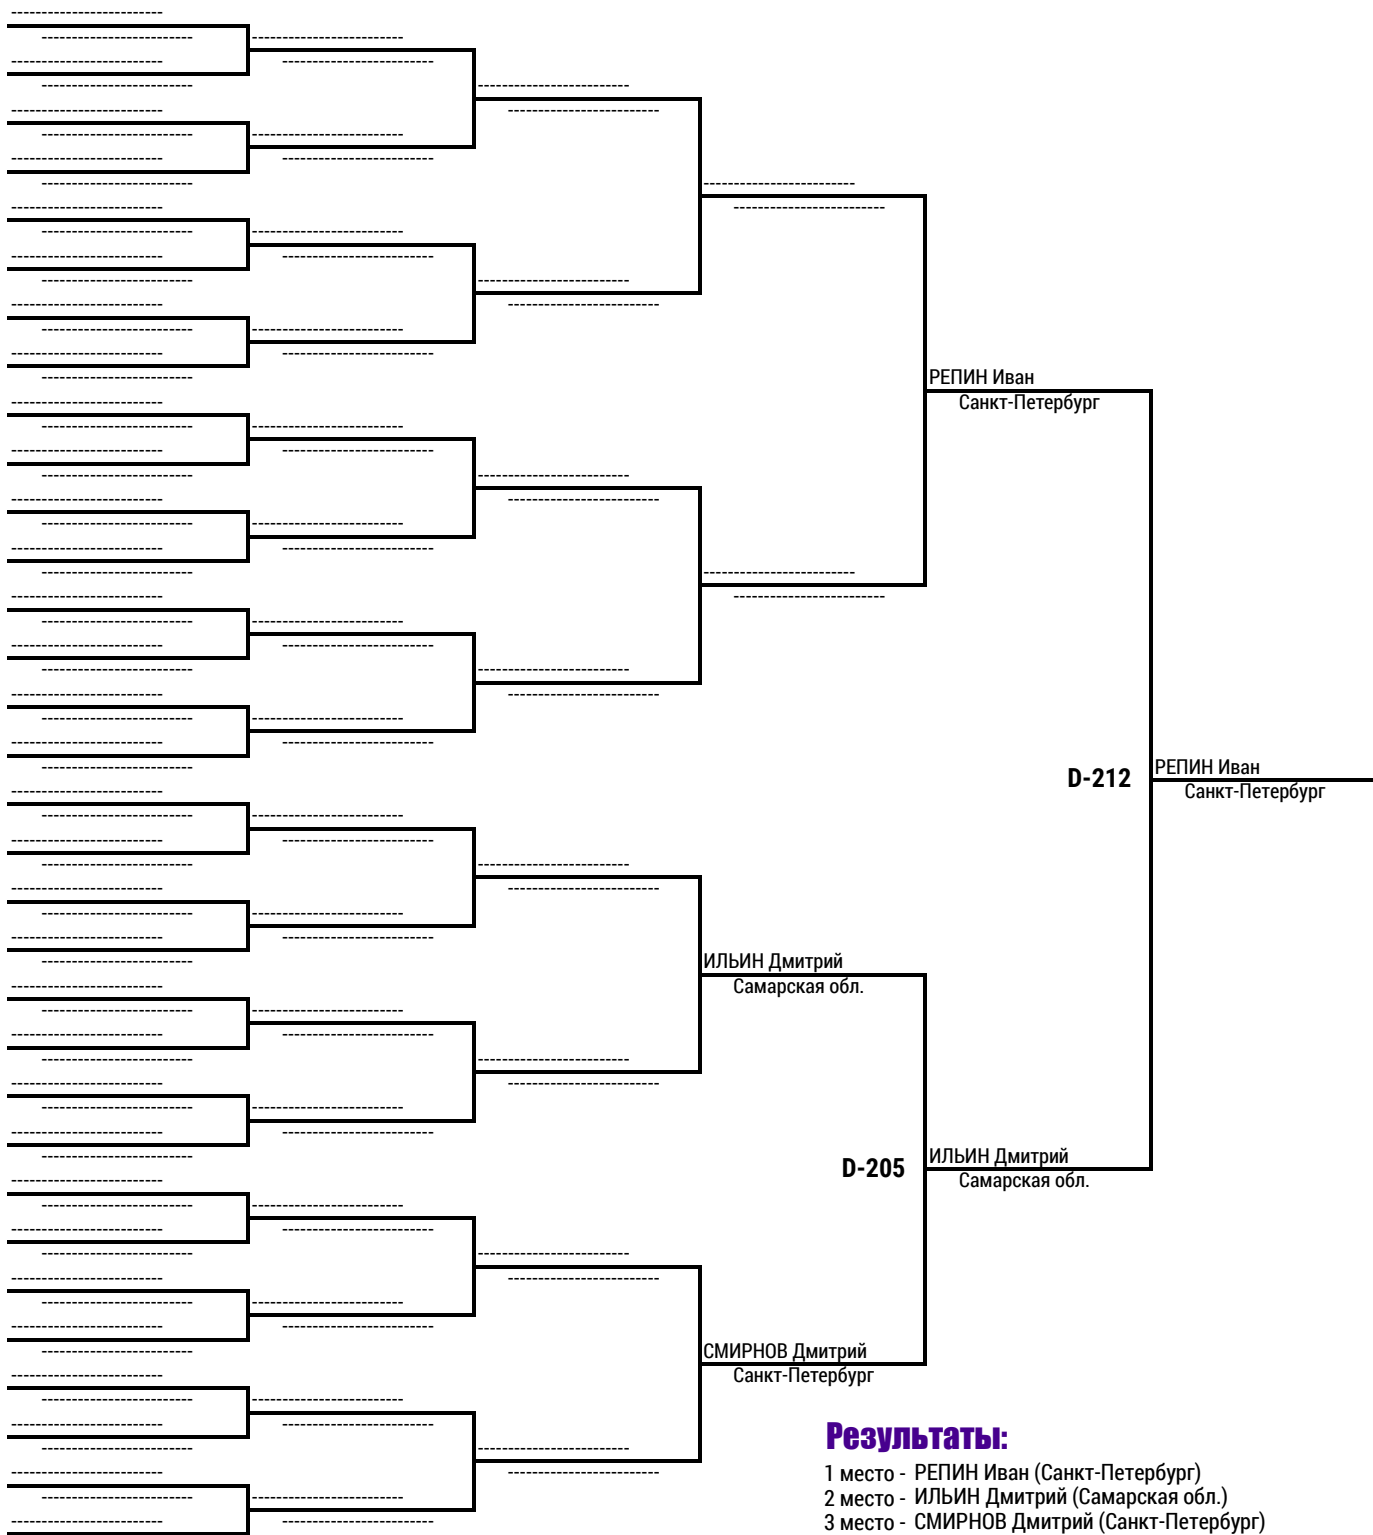 РЕПИН Иван
Санкт-Петербург
D-212
РЕПИН Иван
Санкт-Петербург
ИЛЬИН Дмитрий
Самарская обл.
D-205
ИЛЬИН Дмитрий
Самарская обл.
СМИРНОВ Дмитрий
Санкт-Петербург
Результаты:
1 место - РЕПИН Иван (Санкт-Петербург)
2 место - ИЛЬИН Дмитрий (Самарская обл.)
3 место - СМИРНОВ Дмитрий (Санкт-Петербург)